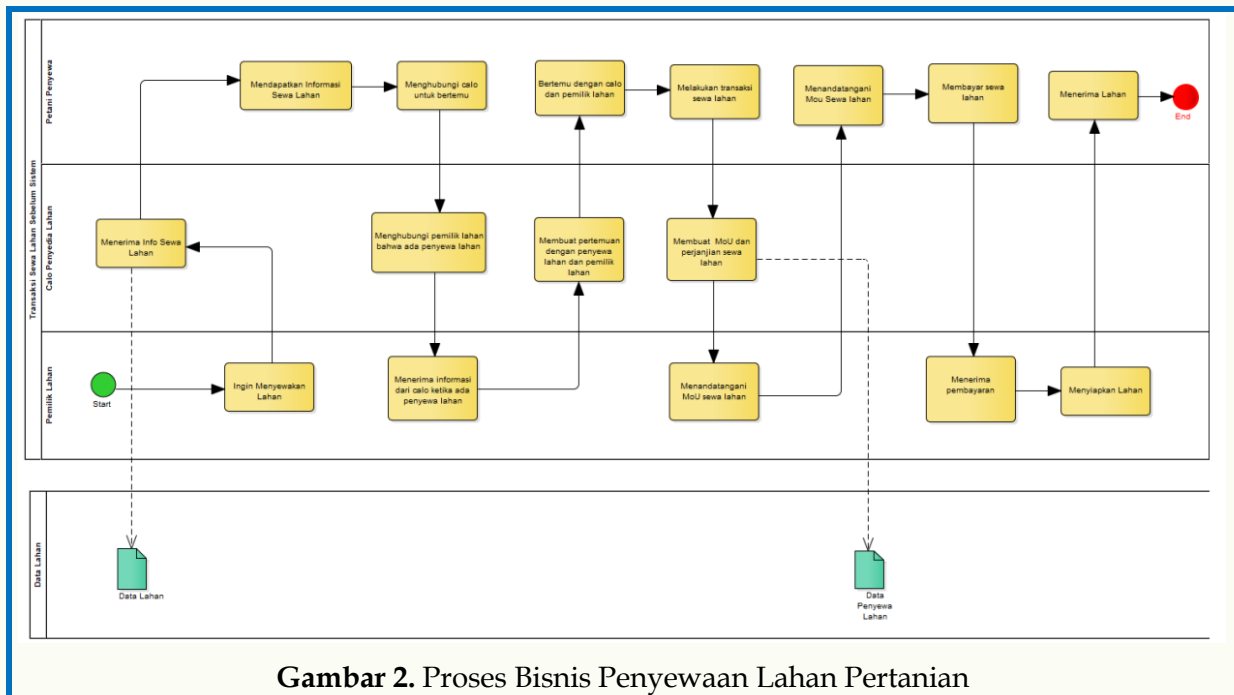 Transaksi Sewa Lahan Sebelum Sistem
Petani Penyewa
Mendapatkan Informasi
Sewa Lahan
Menghubungi calo
untuk bertemu
Bertemu dengan calo
dan pemilik lahan
Melakukan transaksi
sewa lahan
Menandatangani
Mou Sewa lahan
Membayar sewa
lahan
Menerima Lahan
End
Calo Penyedia Lahan
Menerima Info Sewa
Lahan
Menghubungi pemilik lahan
bahwa ada penyewa lahan
Membuat pertemuan
dengan penyewa
lahan dan pemilik
lahan
Membuat MoU dan
perjanjian sewa
lahan
Pemilik Lahan
Start
Ingin Menyewakan
Lahan
Menerima informasi
dari calo ketika ada
penyewa lahan
Menandatangani
MoU sewa lahan
Menerima
pembayaran
Menyiapkan Lahan
Data Lahan
Data Lahan
Data
Penyewa
Lahan
Gambar 2. Proses Bisnis Penyewaan Lahan Pertanian